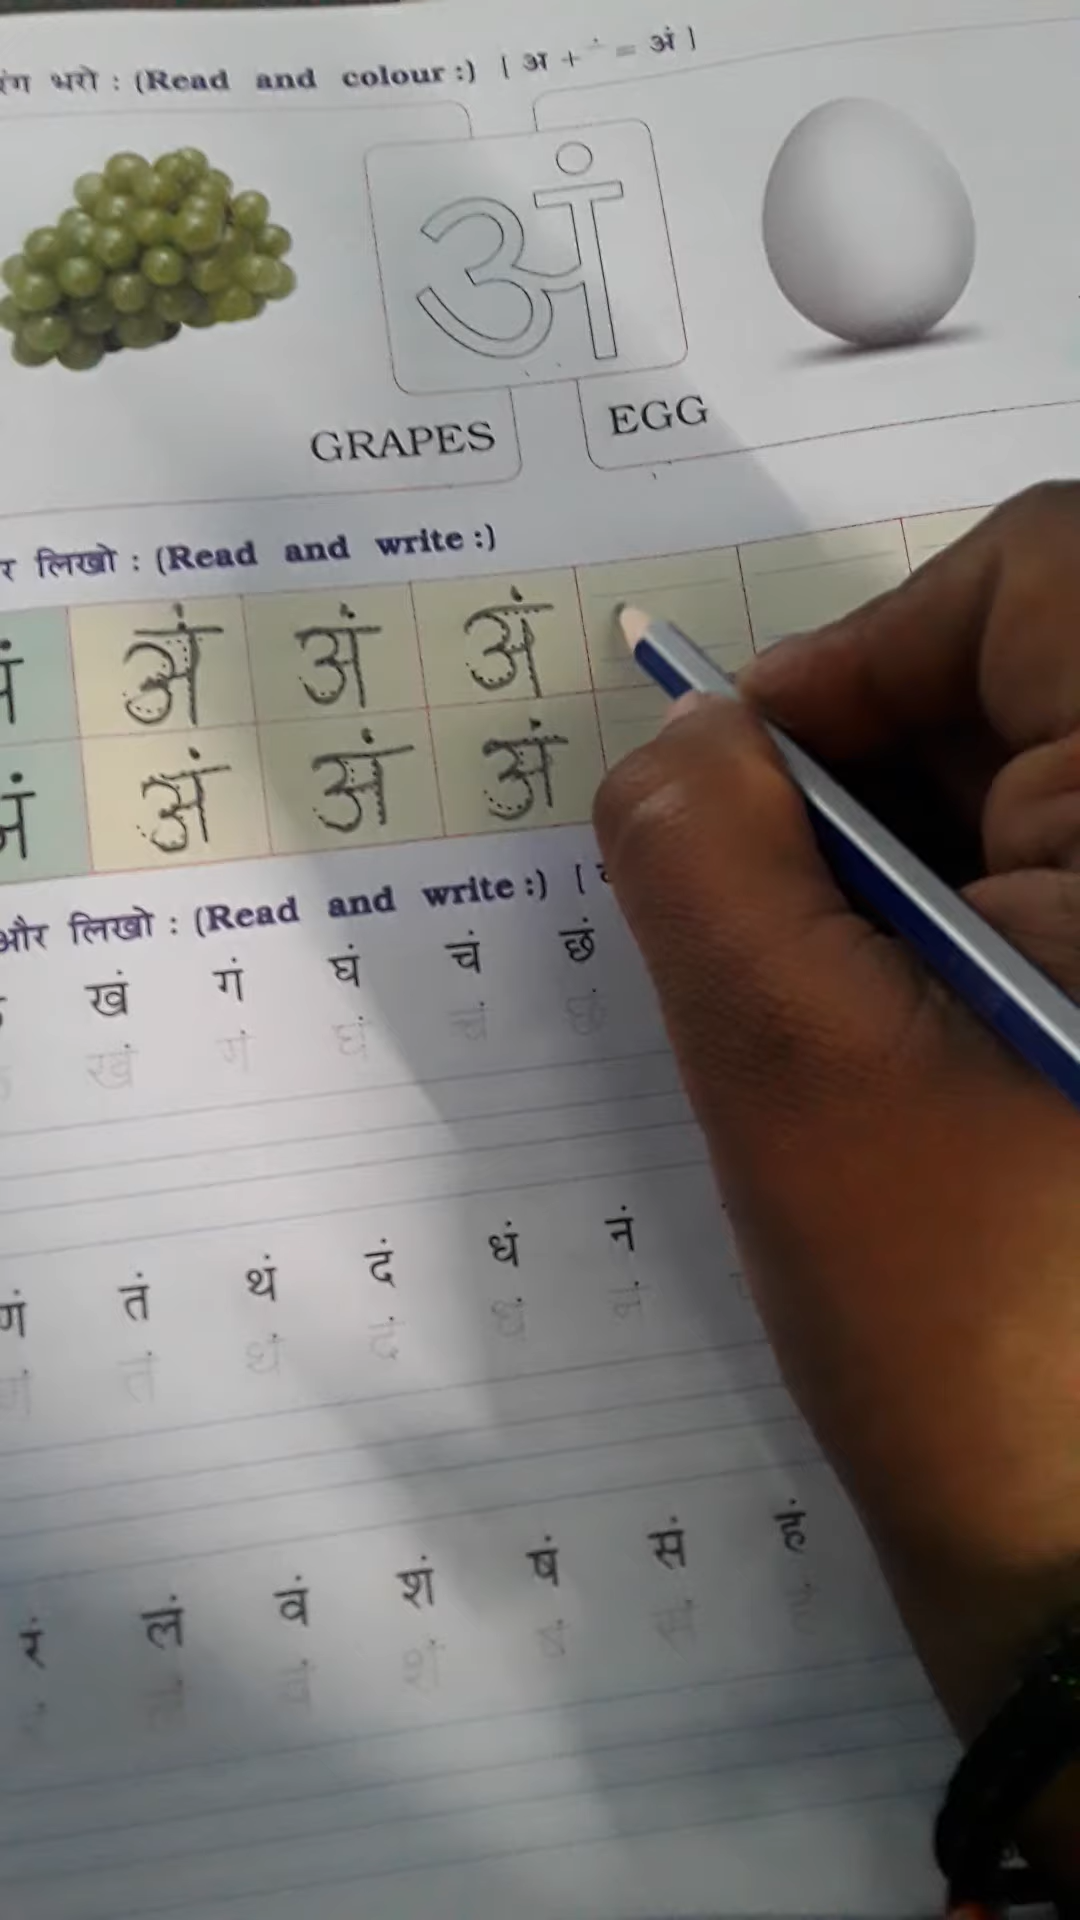 रंग भरो : (Read and colour:) [ अ + ं = अं ]
अं
GRAPES EGG
लिखो : (Read and write:)
अं अं अं
अं अं अं
और लिखो : (Read and write:) [
खं गं घं चं छं
खं गं घं चं छं
णं तं थं दं धं नं
णं तं थं दं धं नं
रं लं वं शं षं सं हं
रं लं वं शं षं सं हं